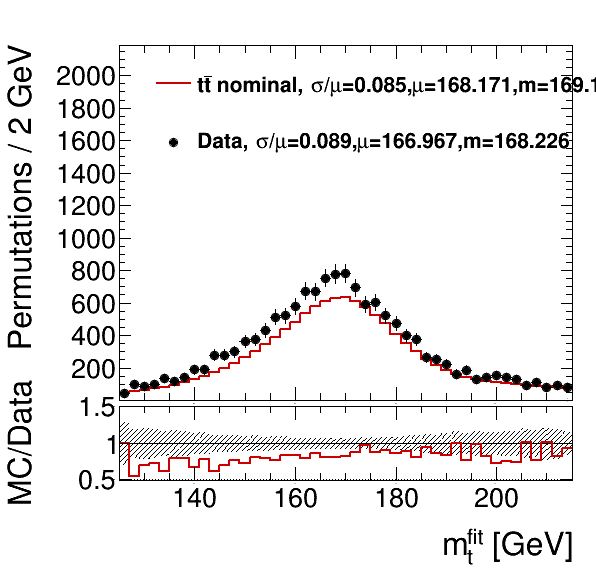 Permutations / 2 GeV
2000
1800
1600
1400
1200
1000
800
600
400
200
tt̄ nominal, σ/μ=0.085,μ=168.171,m=169.1
Data, σ/μ=0.089,μ=166.967,m=168.226
MC/Data
1.5
1
0.5
140 160 180 200
m_t^fit [GeV]